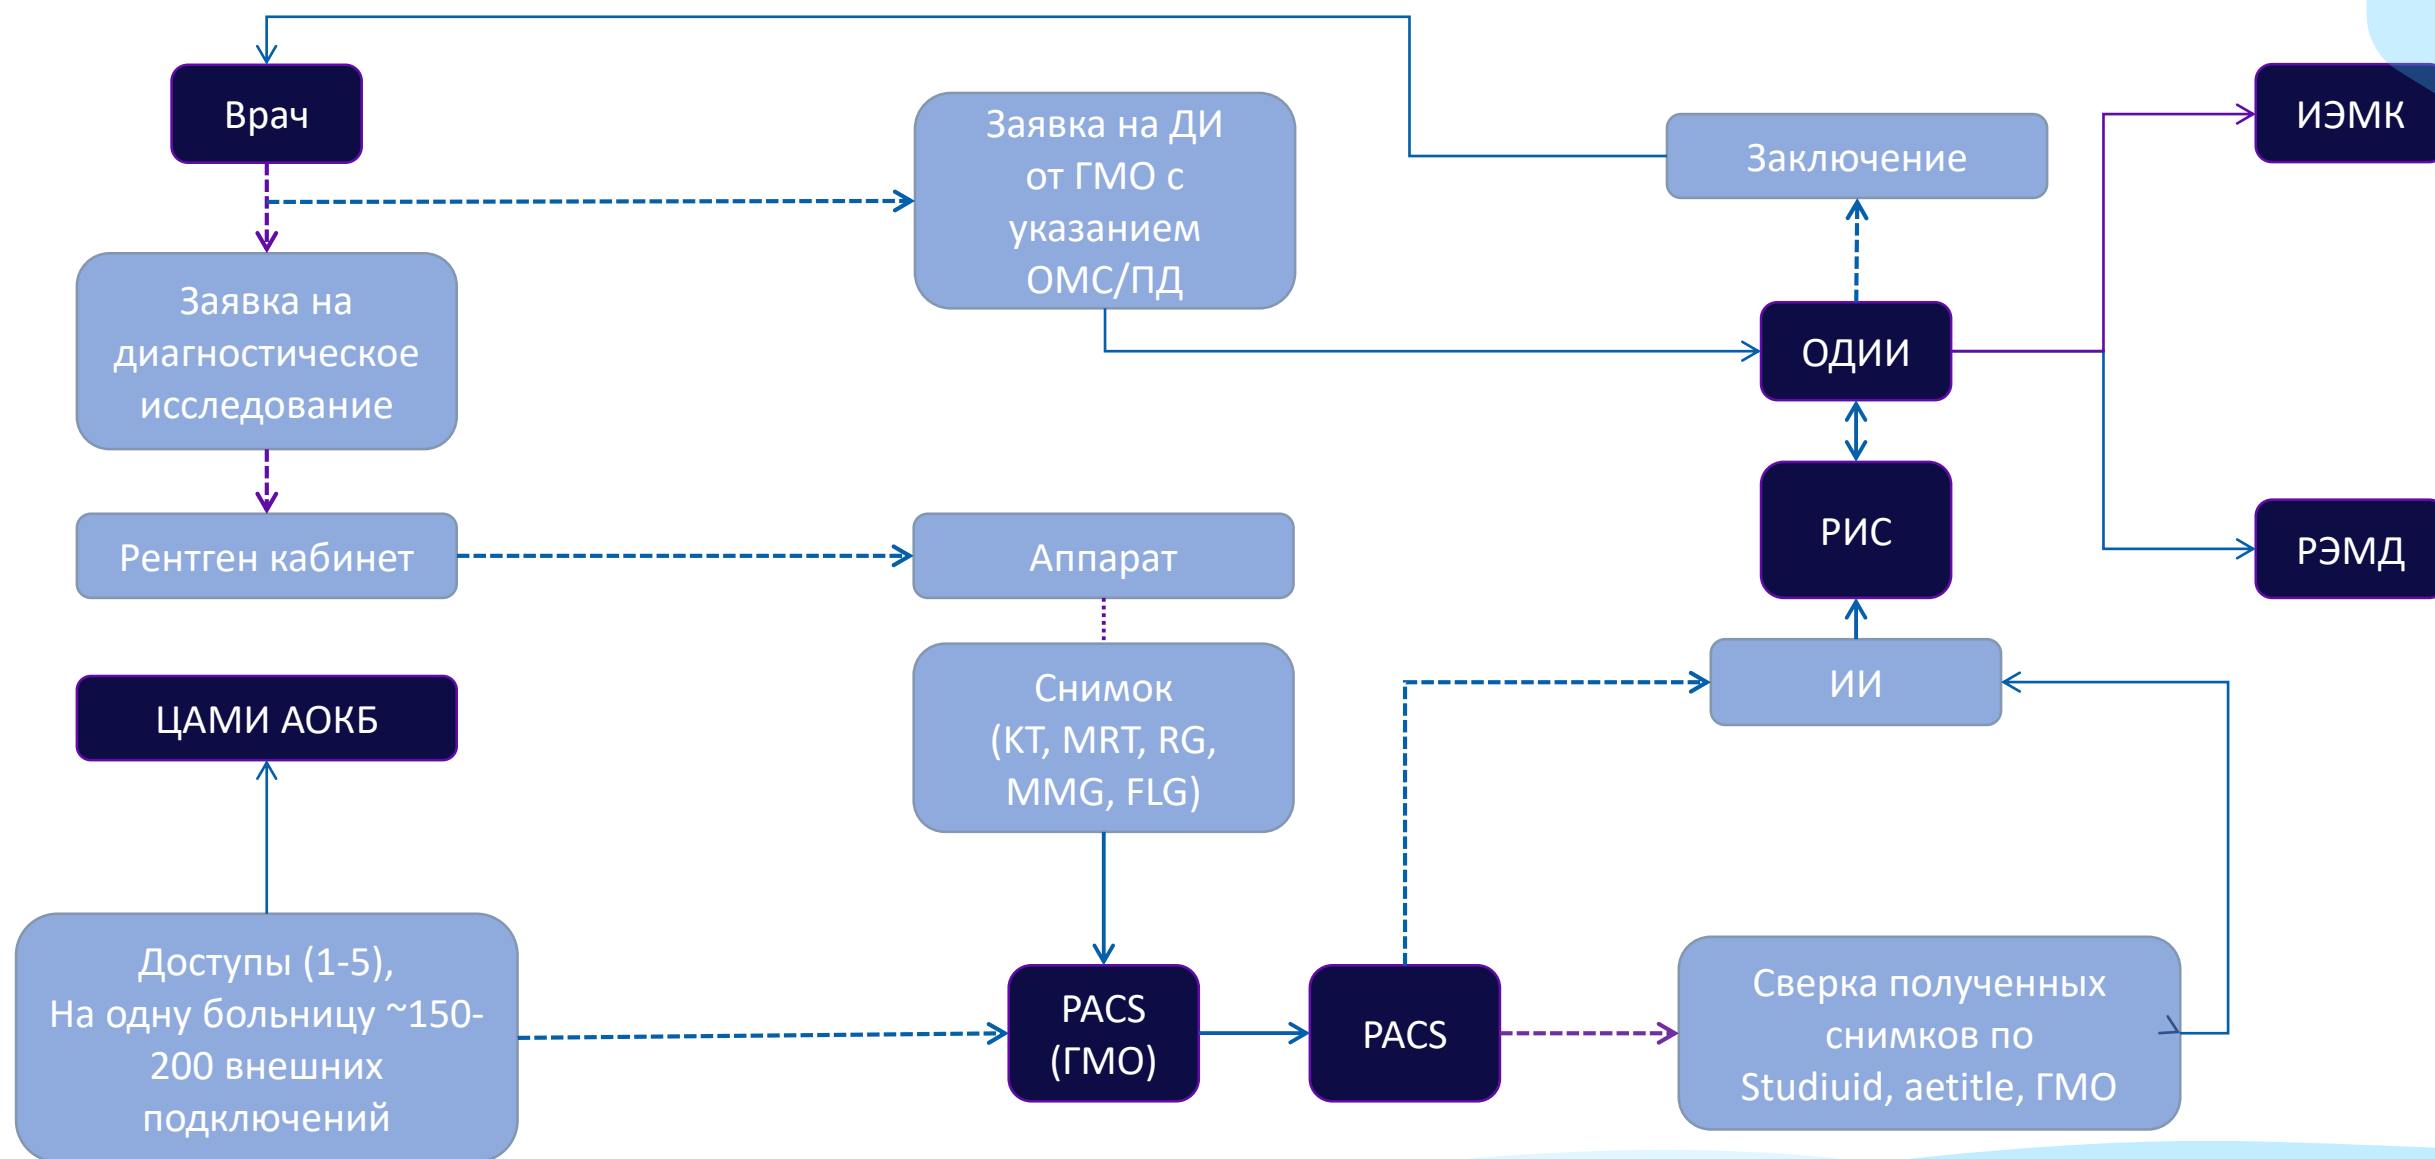 Врач
Заявка на ДИ
от ГМО с
указанием
ОМС/ПД
Заключение
ИЭМК
Заявка на
диагностическое
исследование
ОДИИ
Рентген кабинет
Аппарат
РИС
РЭМД
ЦАМИ АОКБ
Снимок
(KT, MRT, RG,
MMG, FLG)
ИИ
Доступы (1-5),
На одну больницу ~150-
200 внешних
подключений
PACS
(ГМО)
PACS
Сверка полученных
снимков по
Studiuid, aetitle, ГМО